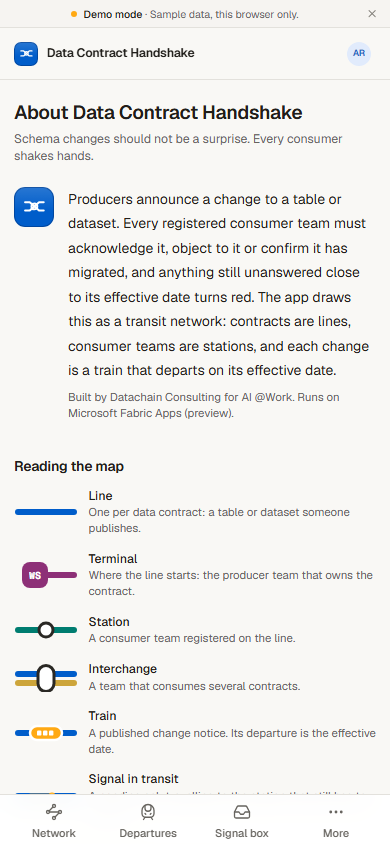 Demo mode · Sample data, this browser only.
Data Contract Handshake
AR
About Data Contract Handshake
Schema changes should not be a surprise. Every consumer
shakes hands.
Producers announce a change to a table or
dataset. Every registered consumer team must
acknowledge it, object to it or confirm it has
migrated, and anything still unanswered close
to its effective date turns red. The app draws
this as a transit network: contracts are lines,
consumer teams are stations, and each change
is a train that departs on its effective date.
Built by Datachain Consulting for AI @Work. Runs on
Microsoft Fabric Apps (preview).
Reading the map
Line
One per data contract: a table or dataset someone
publishes.
WS
Terminal
Where the line starts: the producer team that owns the
contract.
Station
A consumer team registered on the line.
Interchange
A team that consumes several contracts.
Train
A published change notice. Its departure is the effective
date.
Signal in transit
Network
Departures
Signal box
More